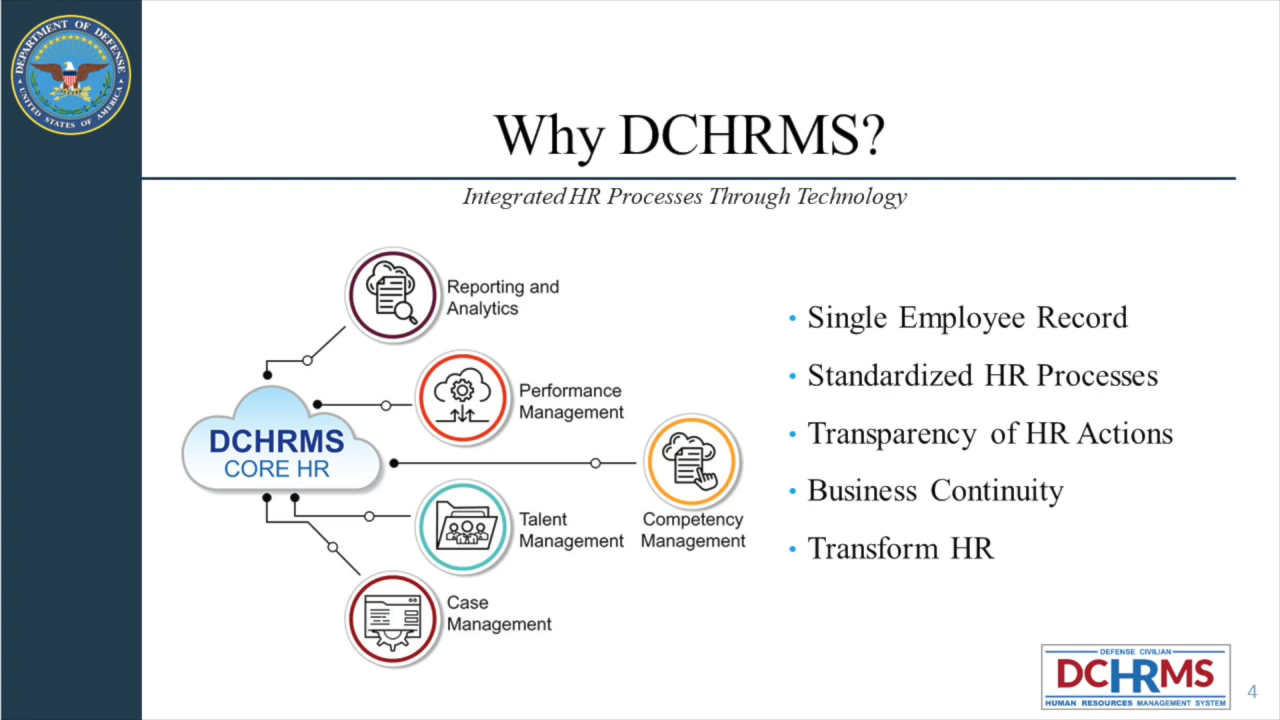 DEPARTMENT OF DEFENSE
UNITED STATES OF AMERICA
Why DCHRMS?
Integrated HR Processes Through Technology
Reporting and
Analytics
Performance
Management
DCHRMS
CORE HR
Talent
Management
Competency
Management
Case
Management
• Single Employee Record
• Standardized HR Processes
• Transparency of HR Actions
• Business Continuity
• Transform HR
DEFENSE CIVILIAN
DCHRMS
HUMAN RESOURCES MANAGEMENT SYSTEM
4